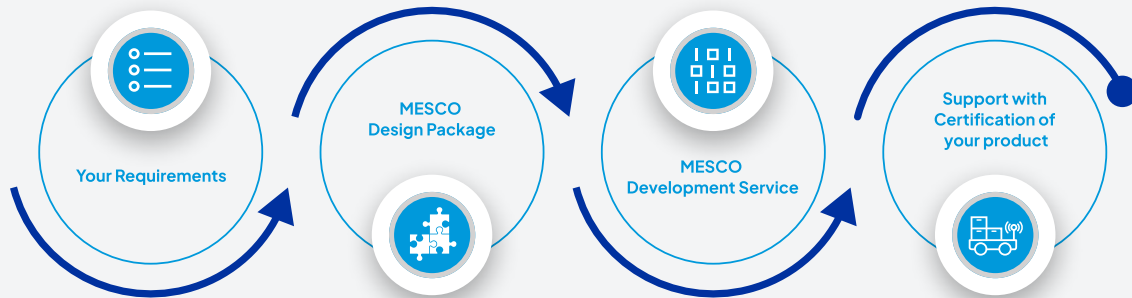 Your Requirements
MESCO
Design Package
MESCO
Development Service
Support with
Certification of
your product